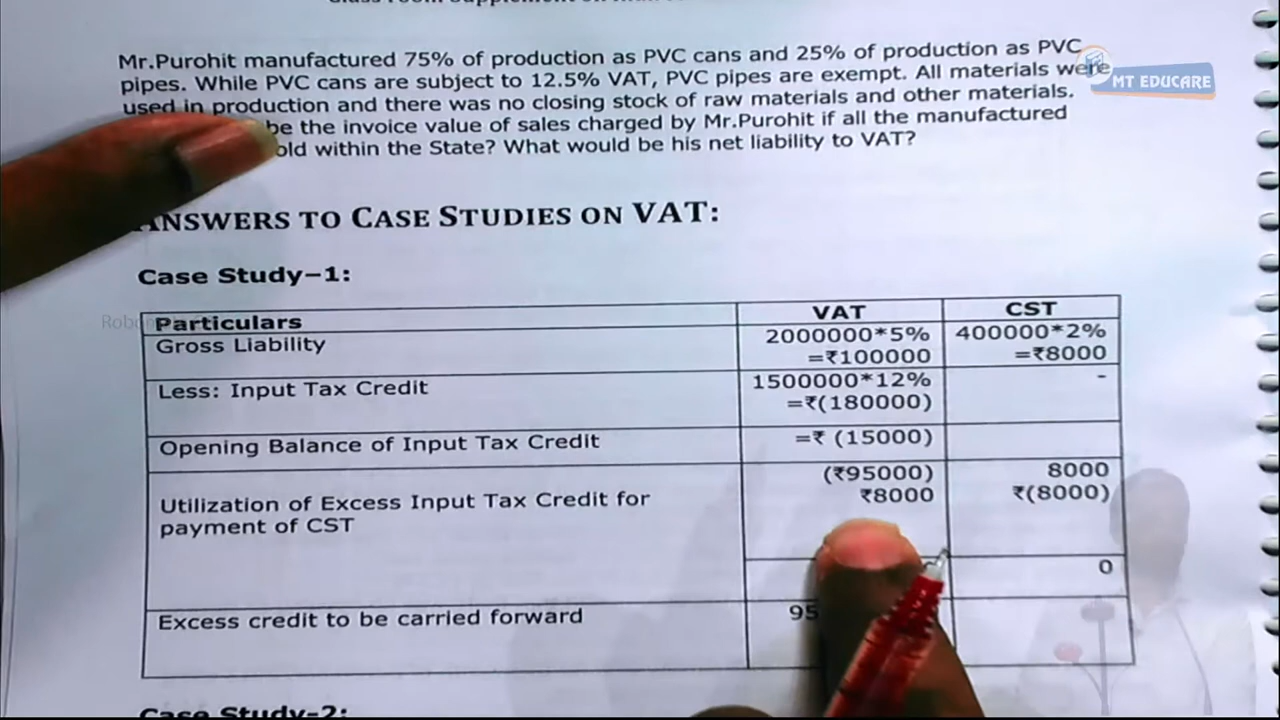 Mr.Purohit manufactured 75% of production as PVC cans and 25% of production as PVC
pipes. While PVC cans are subject to 12.5% VAT, PVC pipes are exempt. All materials were
used in production and there was no closing stock of raw materials and other materials.
be the invoice value of sales charged by Mr.Purohit if all the manufactured
within the State? What would be his net liability to VAT?
MT EDUCARE
ANSWERS TO CASE STUDIES ON VAT:
Case Study-1:
Particulars VAT CST
Gross Liability 2000000*5% 400000*2%
=₹100000 =₹8000
Less: Input Tax Credit 1500000*12% -
=₹(180000)
Opening Balance of Input Tax Credit =₹ (15000)
(₹95000) 8000
Utilization of Excess Input Tax Credit for ₹8000 ₹(8000)
payment of CST
0
Excess credit to be carried forward
Case Study-2: